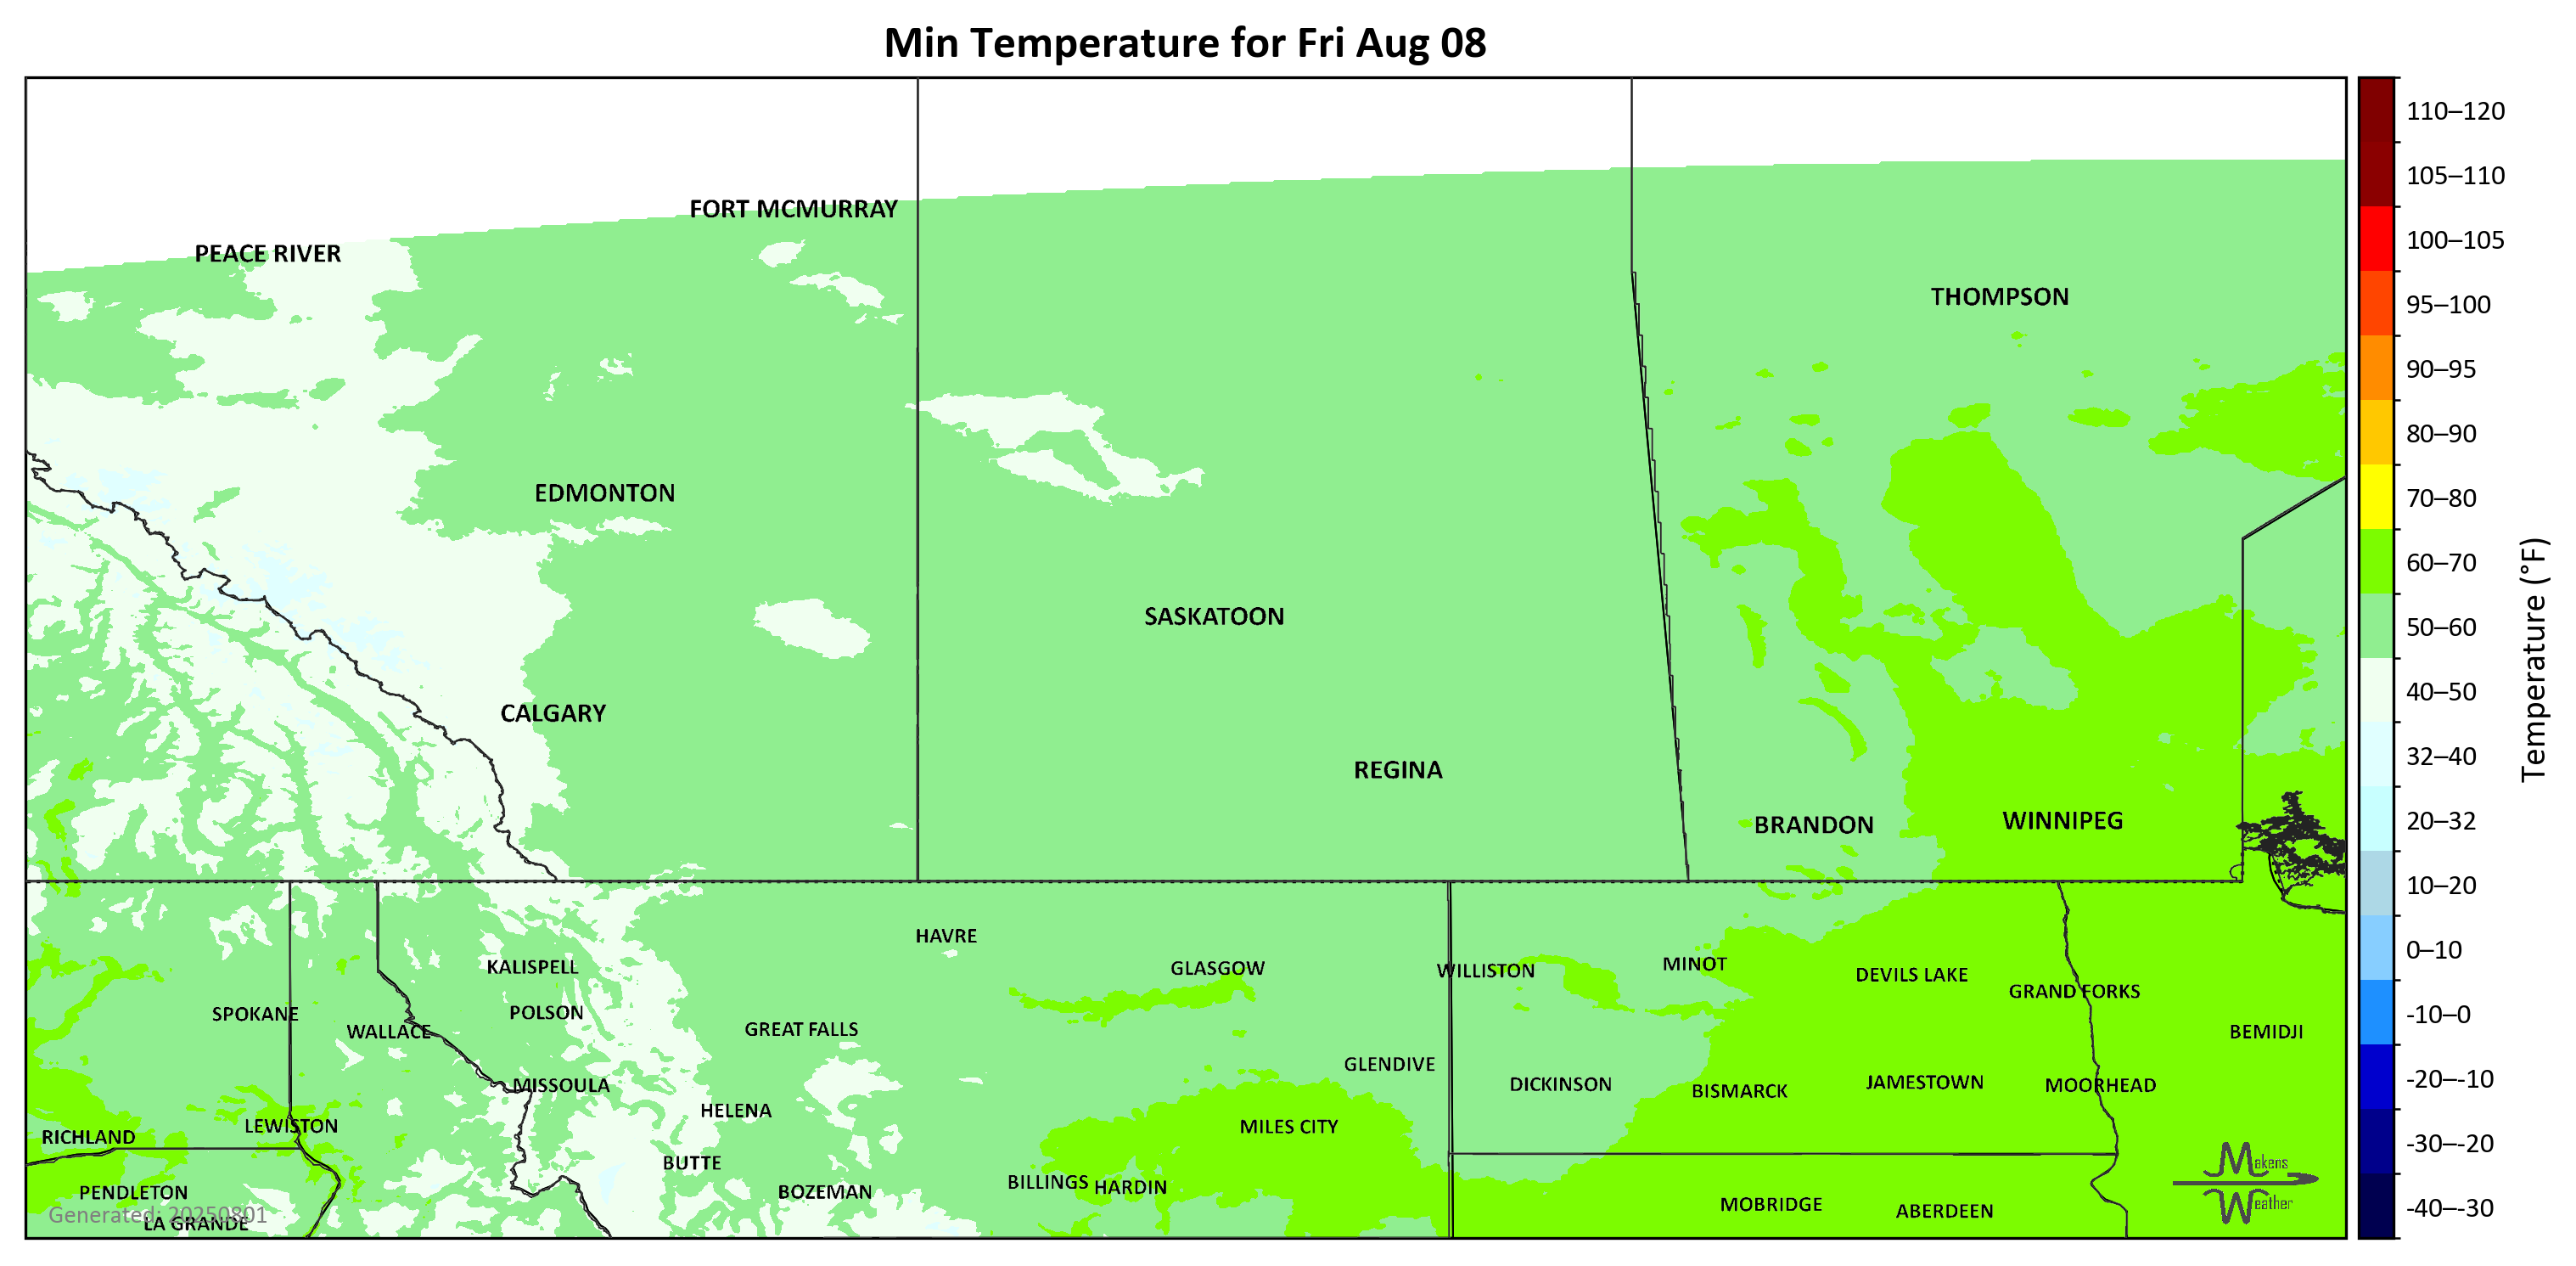 Min Temperature for Fri Aug 08
FORT MCMURRAY
PEACE RIVER
THOMPSON
EDMONTON
SASKATOON
CALGARY
REGINA
BRANDON
WINNIPEG
HAVRE
KALISPELL
GLASGOW
WILLISTON
MINOT
DEVILS LAKE
GRAND FORKS
SPOKANE
POLSON
WALLACE
GREAT FALLS
BEMIDJI
GLENDIVE
MISSOULA
DICKINSON
BISMARCK
JAMESTOWN
MOORHEAD
HELENA
LEWISTON
MILES CITY
RICHLAND
BUTTE
BILLINGS
HARDIN
PENDLETON
BOZEMAN
MOBRIDGE
ABERDEEN
LA GRANDE
Generated: 20250801
Makens
Weather
110–120
105–110
100–105
95–100
90–95
80–90
70–80
60–70
50–60
40–50
32–40
20–32
10–20
0–10
-10–0
-20–-10
-30–-20
-40–-30
Temperature (°F)